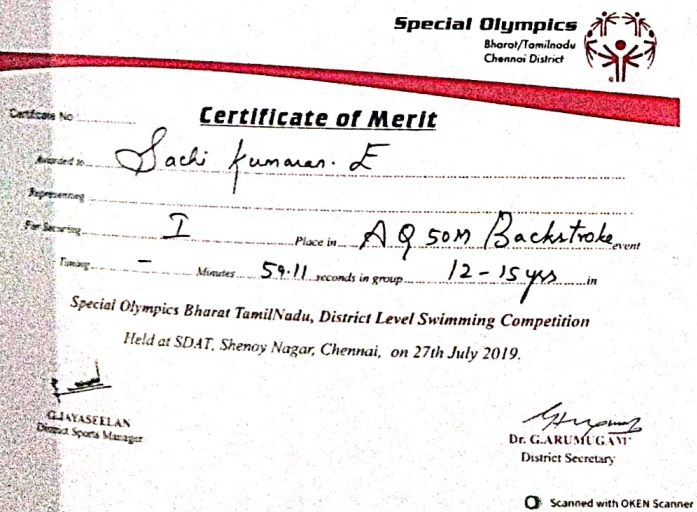 Special Olympics
Bharat/Tamilnadu
Chennai District
Certificate No
Certificate of Merit
Awarded to Sachi Kumaran. E
Representing
For Securing I Place in A Q 50M Backstroke event
Timing - Minutes 59.11 seconds in group 12-15 yrs in
Special Olympics Bharat TamilNadu, District Level Swimming Competition
Held at SDAT, Shenoy Nagar, Chennai, on 27th July 2019.
G.JAYASEELAN
District Sports Manager
Dr. G.ARUMUGAM
District Secretary
Scanned with OKEN Scanner